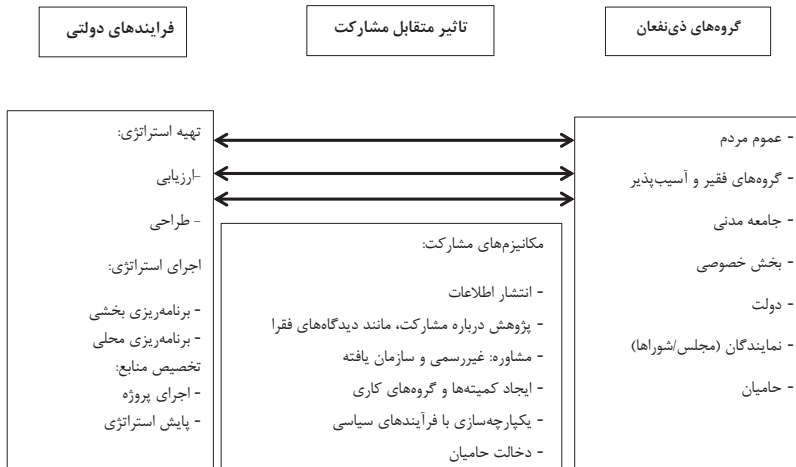 گروه‌های ذی‌نفعان
تاثیر متقابل مشارکت
فرایندهای دولتی
- عموم مردم
- گروه‌های فقیر و آسیب‌پذیر
- جامعه مدنی
- بخش خصوصی
- دولت
- نمایندگان (مجلس/شوراها)
- حامیان
مکانیزم‌های مشارکت:
- انتشار اطلاعات
- پژوهش درباره مشارکت، مانند دیدگاه‌های فقرا
- مشاوره: غیررسمی و سازمان یافته
- ایجاد کمیته‌ها و گروه‌های کاری
- یکپارچه‌سازی با فرآیندهای سیاسی
- دخالت حامیان
تهیه استراتژی:
-ارزیابی
- طراحی
اجرای استراتژی:
- برنامه‌ریزی بخشی
- برنامه‌ریزی محلی
تخصیص منابع:
- اجرای پروژه
- پایش استراتژی